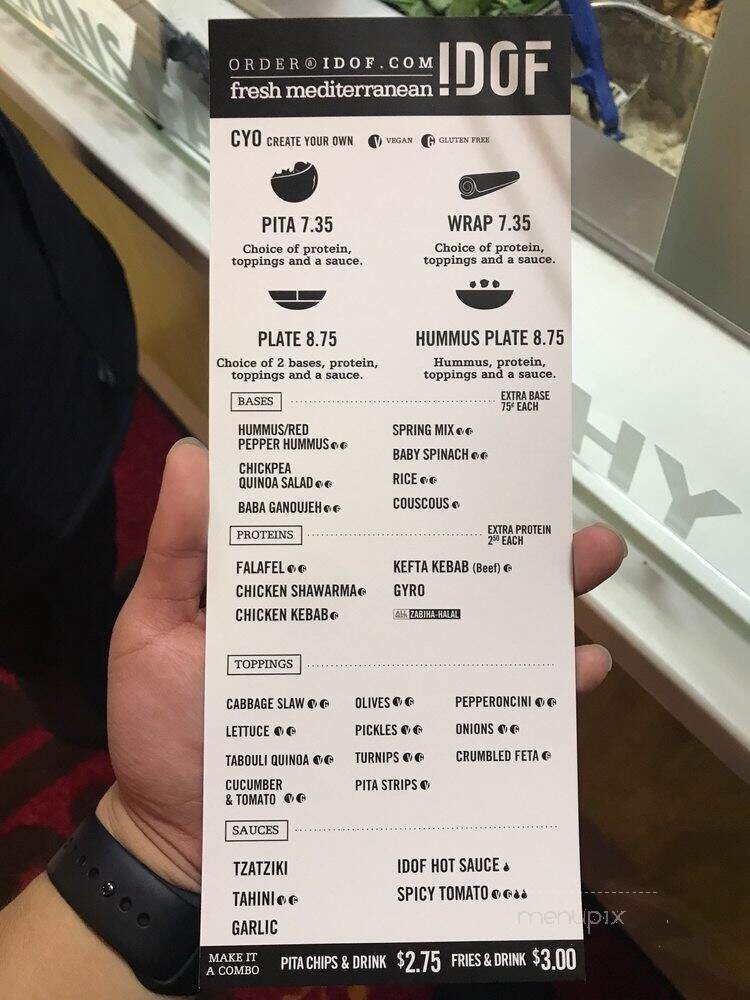 ORDER@IDOF.COM
fresh mediterranean
IDOF
CYO CREATE YOUR OWN V VEGAN G GLUTEN FREE
PITA 7.35
Choice of protein,
toppings and a sauce.
WRAP 7.35
Choice of protein,
toppings and a sauce.
PLATE 8.75
Choice of 2 bases, protein,
toppings and a sauce.
HUMMUS PLATE 8.75
Hummus, protein,
toppings and a sauce.
BASES
EXTRA BASE
75¢ EACH
HUMMUS/RED
PEPPER HUMMUS V G
CHICKPEA
QUINOA SALAD V G
BABA GANOUJEH V G
SPRING MIX V G
BABY SPINACH V G
RICE V G
COUSCOUS V
PROTEINS
EXTRA PROTEIN
250 EACH
FALAFEL V G
CHICKEN SHAWARMA G
CHICKEN KEBAB G
KEFTA KEBAB (Beef) G
GYRO
ALL ZABIHA-HALAL
TOPPINGS
CABBAGE SLAW V G
LETTUCE V G
TABOULI QUINOA V G
CUCUMBER
& TOMATO V G
OLIVES V G
PICKLES V G
TURNIPS V G
PITA STRIPS V
PEPPERONCINI V G
ONIONS V G
CRUMBLED FETA G
SAUCES
TZATZIKI
TAHINI V G
GARLIC
IDOF HOT SAUCE
SPICY TOMATO V G
MAKE IT
A COMBO
PITA CHIPS & DRINK $2.75 FRIES & DRINK $3.00
HY
menupix